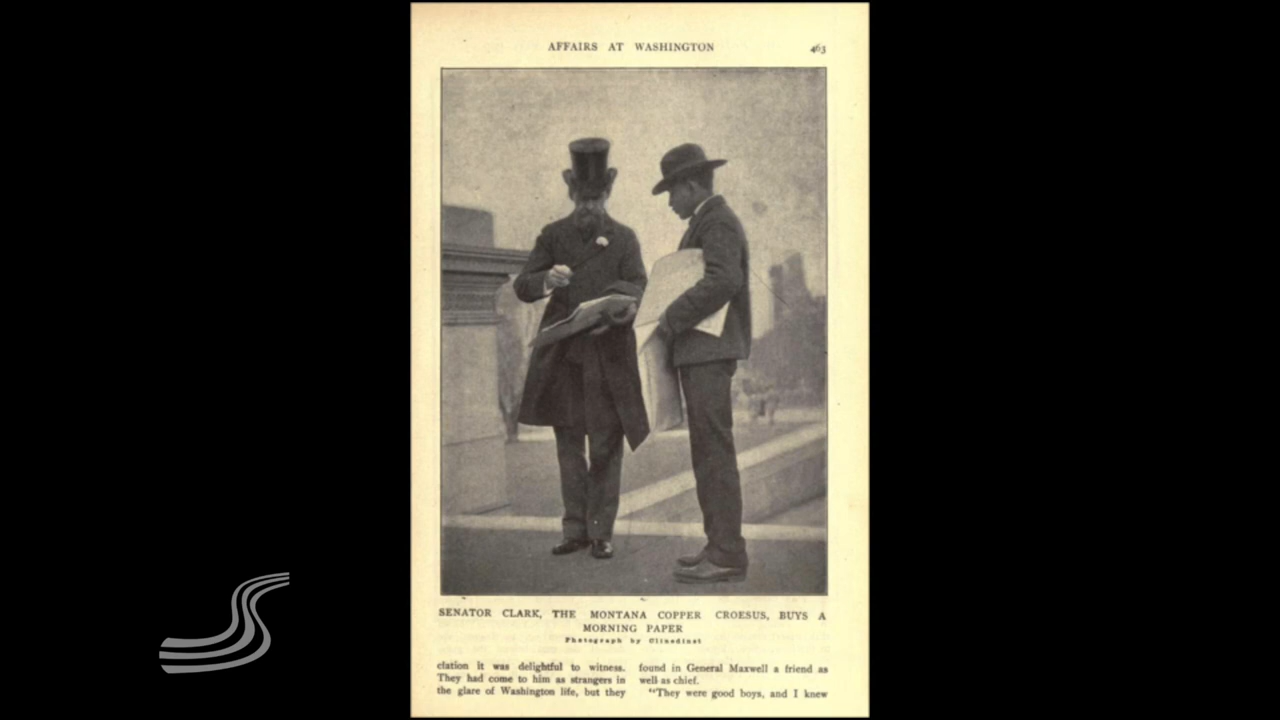 AFFAIRS AT WASHINGTON 463
SENATOR CLARK, THE MONTANA COPPER CROESUS, BUYS A
MORNING PAPER
Photograph by Clinedinst
ciation it was delightful to witness.
They had come to him as strangers in
the glare of Washington life, but they
found in General Maxwell a friend as
well as chief.
"They were good boys, and I knew